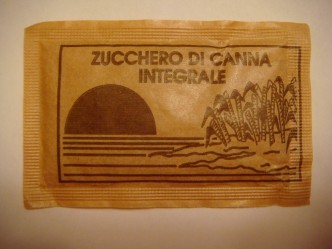 ZUCCHERO DI CANNA
INTEGRALE